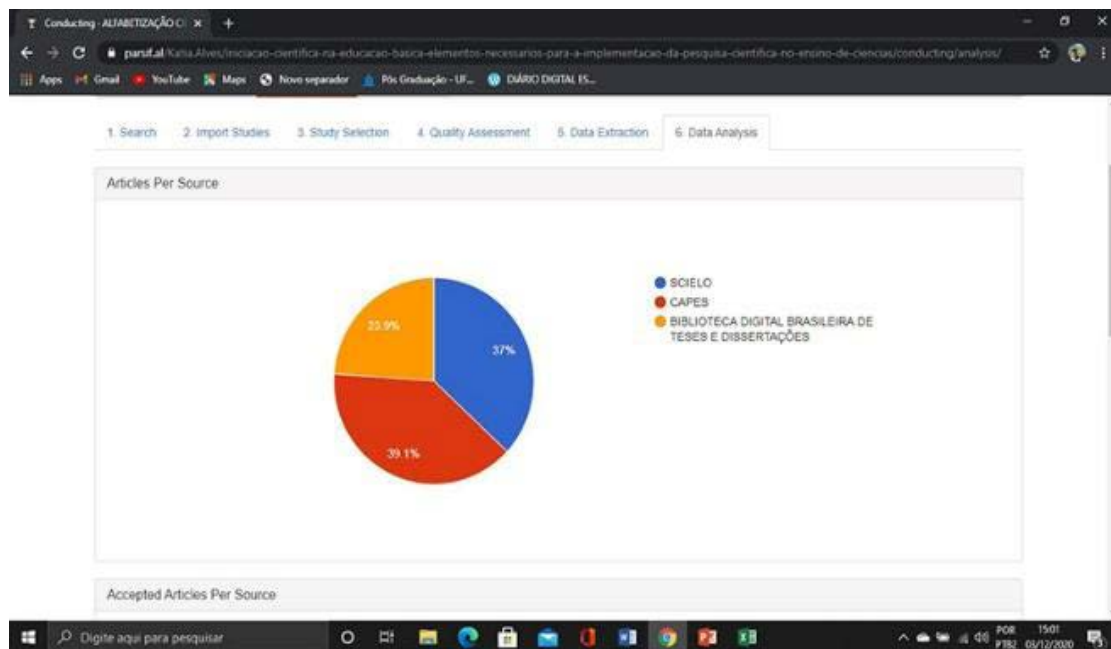 Conducting - ALFABETIZAÇÃO C
parsif.al/Katia.Alves/iniciacao-cientifica-na-educacao-basica-elementos-necessarios-para-a-implementacao-da-pesquisa-cientifica-no-ensino-de-ciencias/conducting/analysis/
Apps Gmail YouTube Maps Novo separador Pós Graduação - UF... DIÁRIO DIGITAL ES...
1. Search 2. Import Studies 3. Study Selection 4. Quality Assessment 5. Data Extraction 6. Data Analysis
Articles Per Source
23.9%
37%
39.1%
SCIELO
CAPES
BIBLIOTECA DIGITAL BRASILEIRA DE
TESES E DISSERTAÇÕES
Accepted Articles Per Source
Digite aqui para pesquisar
POR 15:01
PTB2 03/12/2020